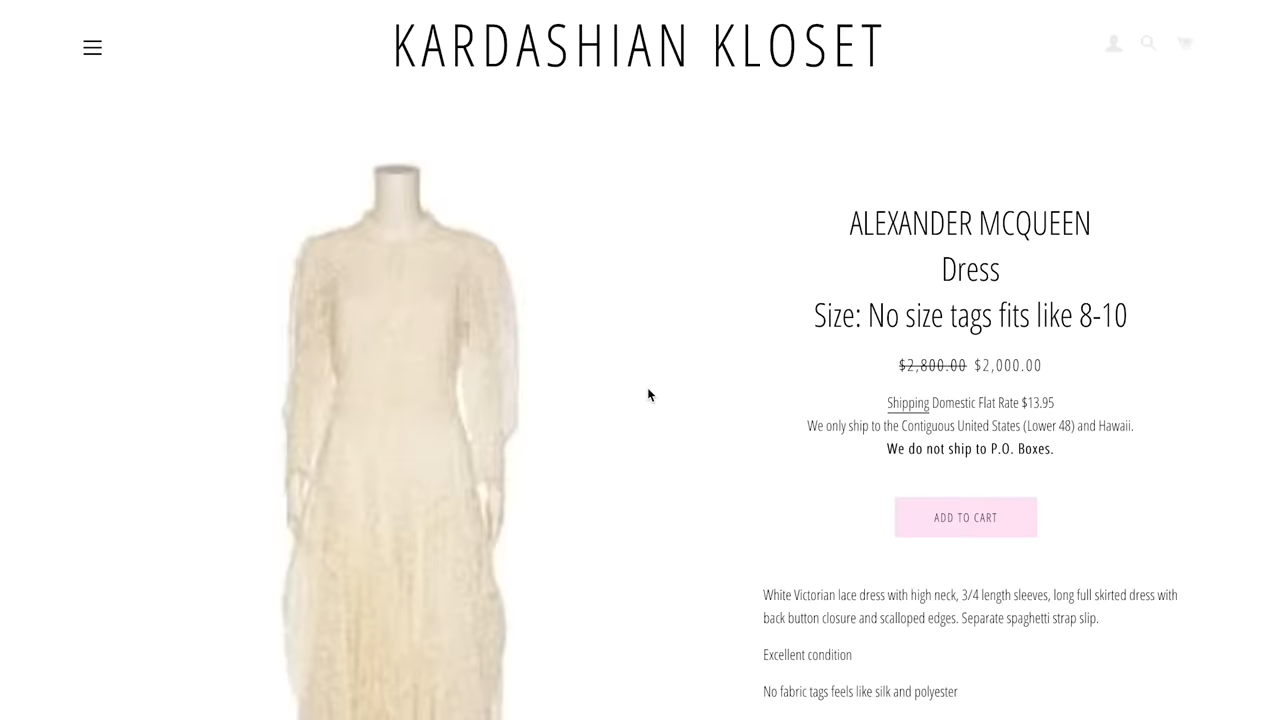 KARDASHIAN KLOSET
ALEXANDER MCQUEEN
Dress
Size: No size tags fits like 8-10
$2,800.00 $2,000.00
Shipping Domestic Flat Rate $13.95
We only ship to the Contiguous United States (Lower 48) and Hawaii.
We do not ship to P.O. Boxes.
ADD TO CART
White Victorian lace dress with high neck, 3/4 length sleeves, long full skirted dress with
back button closure and scalloped edges. Separate spaghetti strap slip.
Excellent condition
No fabric tags feels like silk and polyester